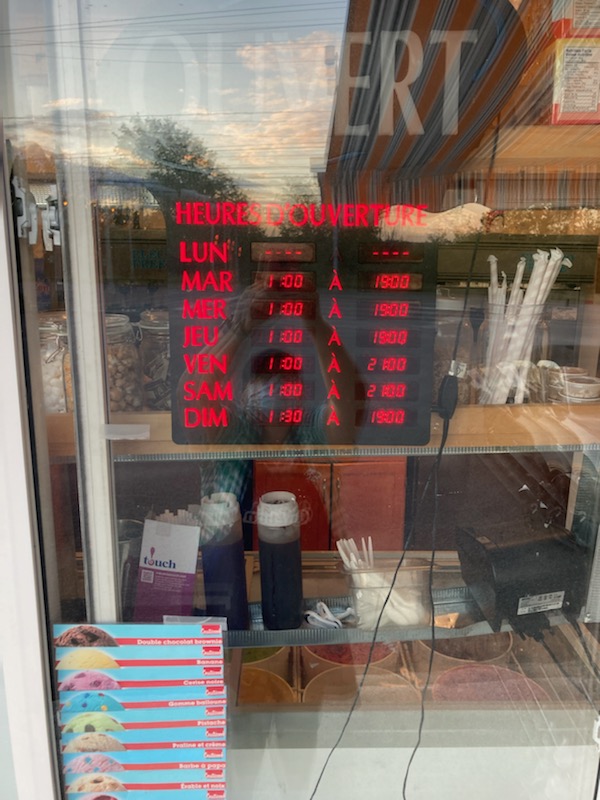 OUVERT
HEURES D'OUVERTURE
LUN --:-- --:--
MAR 11:00 À 19:00
MER 11:00 À 19:00
JEU 11:00 À 19:00
VEN 11:00 À 21:00
SAM 11:00 À 21:00
DIM 11:30 À 19:00
touch
Double chocolat brownie
Banane
Cerise noire
Gomme balloune
Pistache
Praline et crème
Barbe à papa
Érable et noix